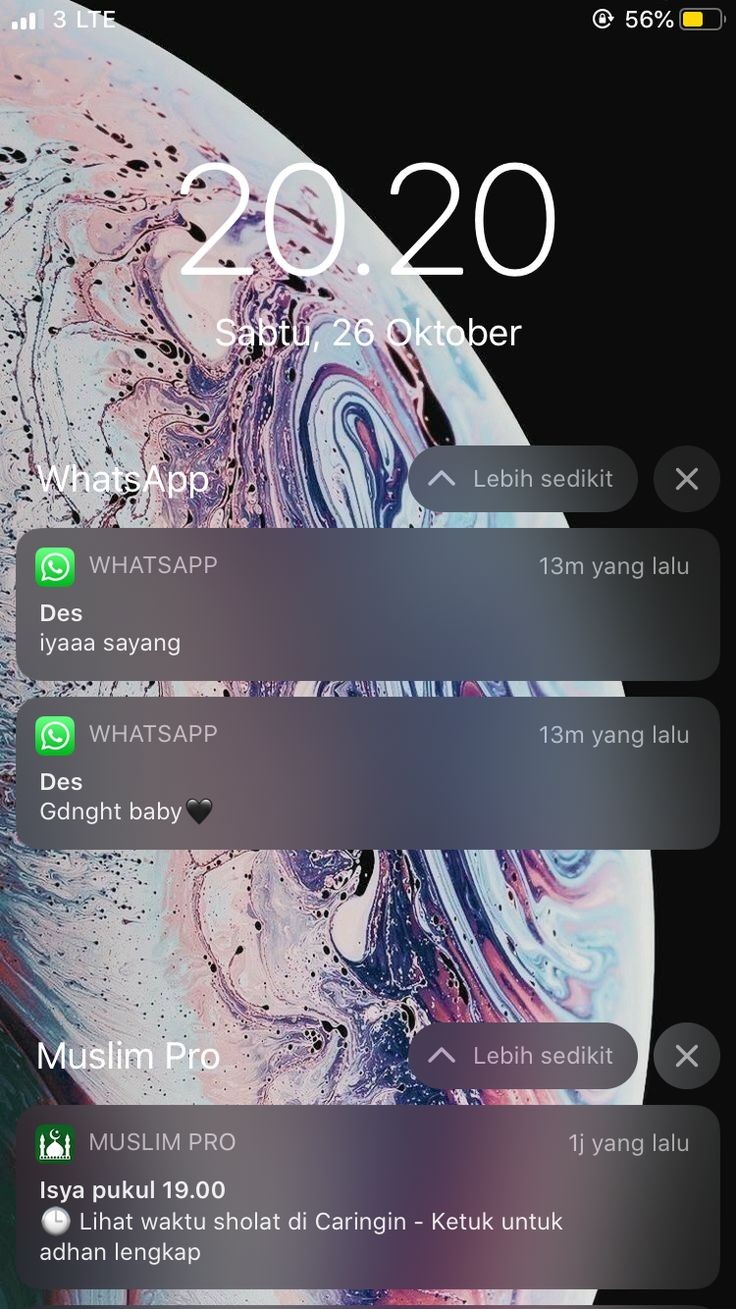 3 LTE 56%
20.20
Sabtu, 26 Oktober
WhatsApp Lebih sedikit
WHATSAPP 13m yang lalu
Des
iyaaa sayang
WHATSAPP 13m yang lalu
Des
Gdnght baby🖤
Muslim Pro Lebih sedikit
MUSLIM PRO 1j yang lalu
Isya pukul 19.00
🕒 Lihat waktu sholat di Caringin - Ketuk untuk
adhan lengkap